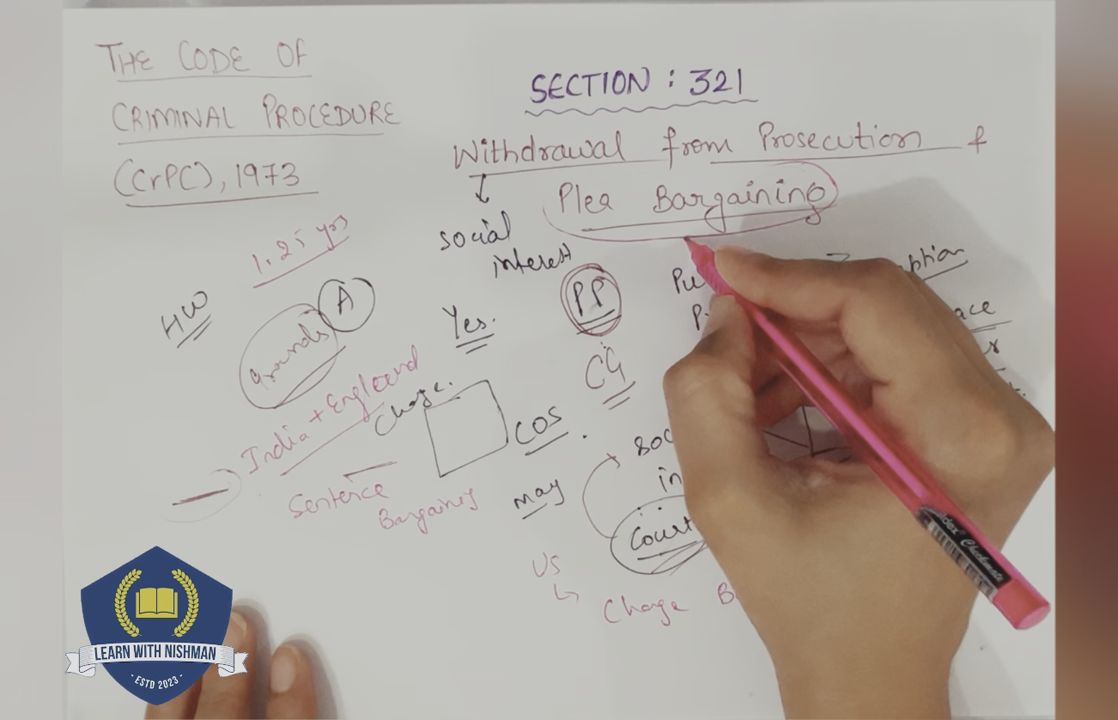 THE CODE OF
CRIMINAL PROCEDURE
(CrPC), 1973
SECTION : 321
Withdrawal from Prosecution &
Plea Bargaining
social
interest
1.25 yrs
HW
grounds
A
Yes.
PP
CG
India + England
Charge.
COS.
Sentence
Bargaining
may
in
Court
US
Charge B
LEARN WITH NISHMAN
- ESTD 2023 -